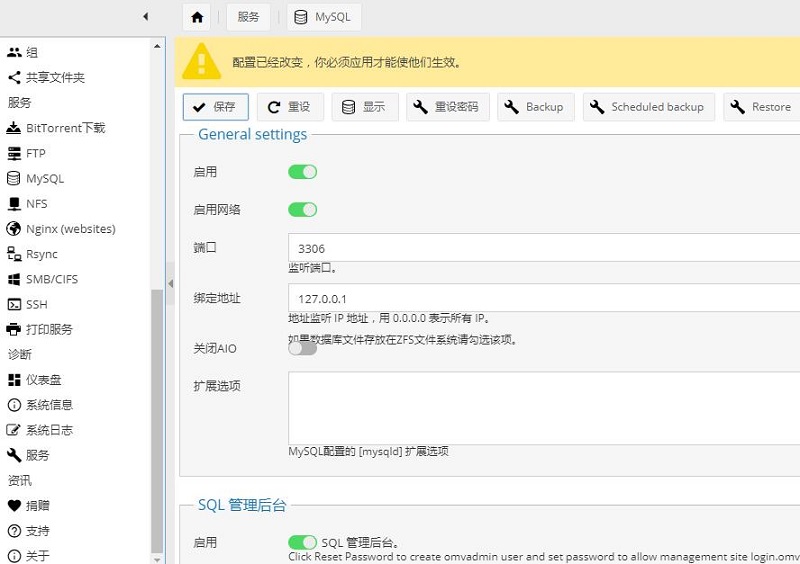 服务
MySQL
组
共享文件夹
服务
BitTorrent下载
FTP
MySQL
NFS
Nginx (websites)
Rsync
SMB/CIFS
SSH
打印服务
诊断
仪表盘
系统信息
系统日志
服务
资讯
捐赠
支持
关于
配置已经改变，你必须应用才能使他们生效。
保存
重设
显示
重设密码
Backup
Scheduled backup
Restore
General settings
启用
启用网络
端口
3306
监听端口。
绑定地址
127.0.0.1
地址监听 IP 地址，用 0.0.0.0 表示所有 IP。
关闭AIO
如果数据库文件存放在ZFS文件系统请勾选该项。
扩展选项
MySQL配置的 [mysqld] 扩展选项
SQL 管理后台
启用
SQL 管理后台。
Click Reset Password to create omvadmin user and set password to allow management site login.omv